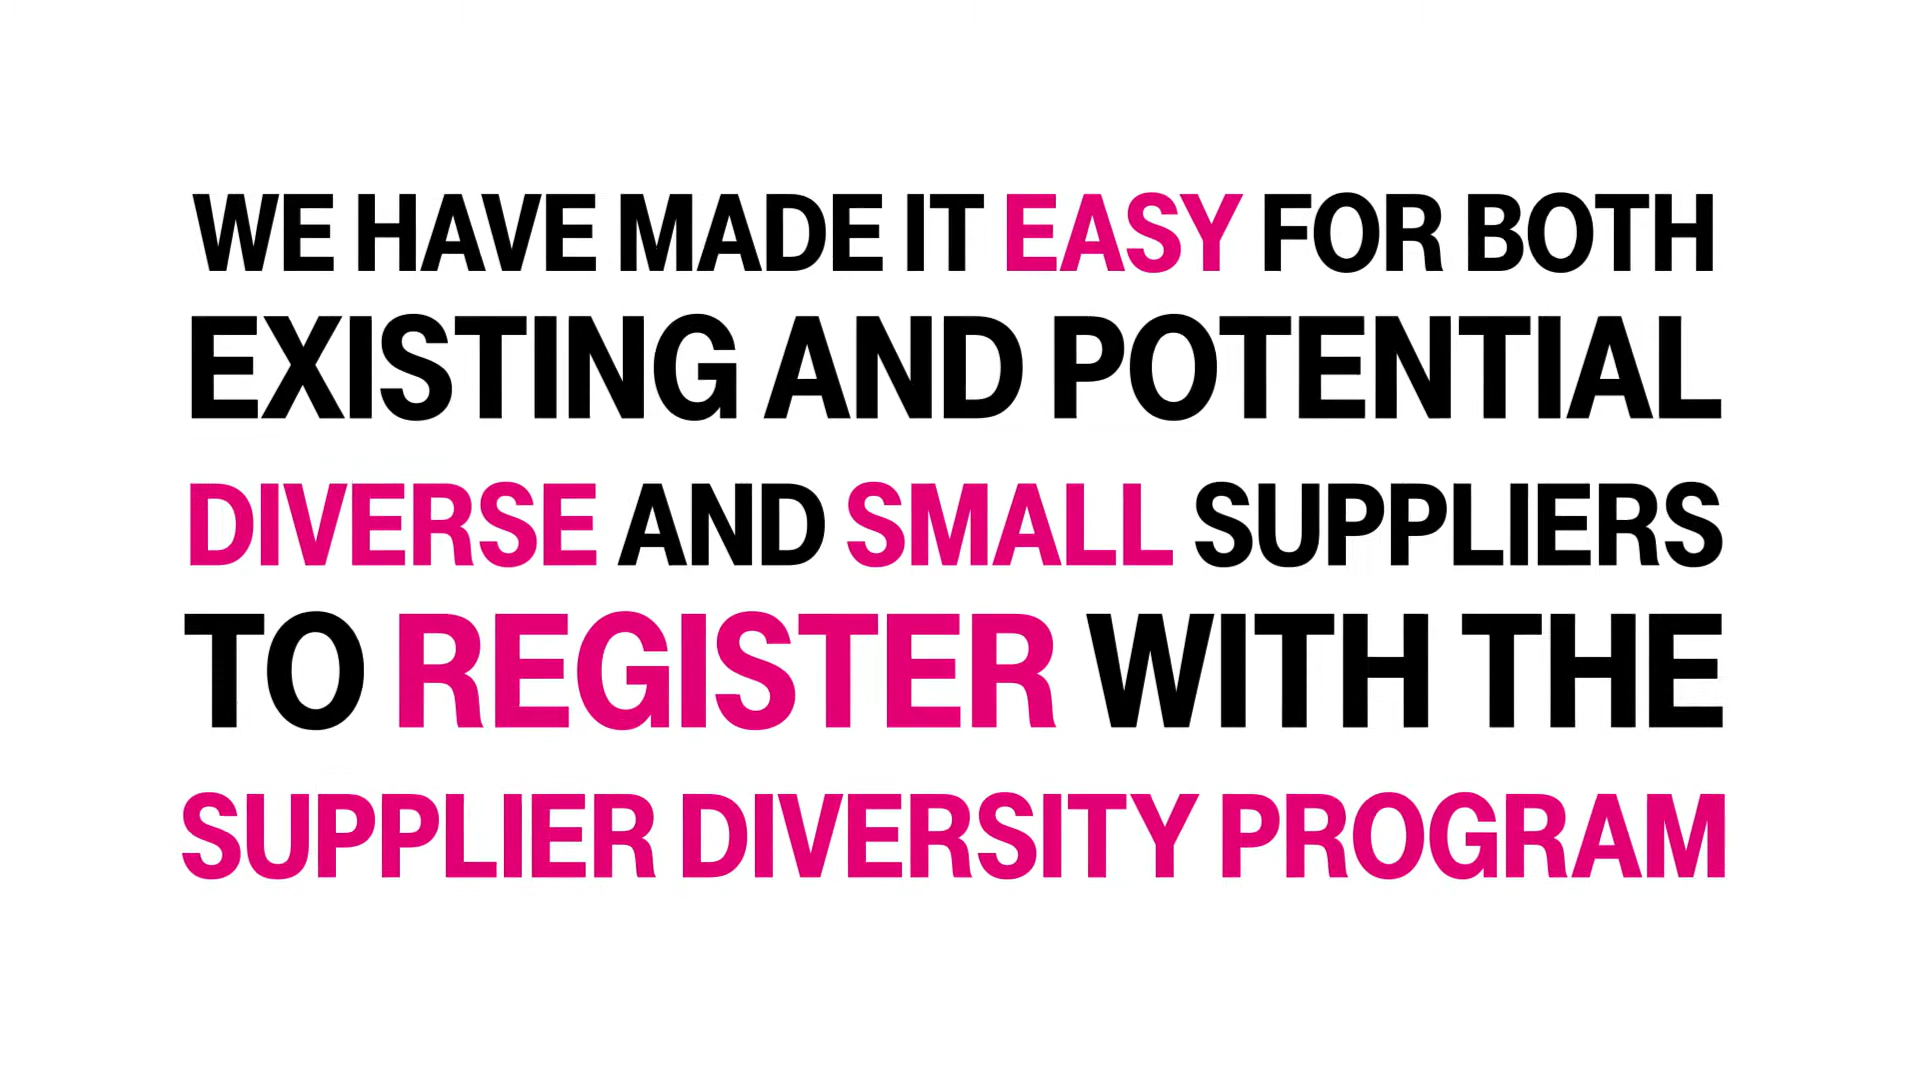 WE HAVE MADE IT EASY FOR BOTH
EXISTING AND POTENTIAL
DIVERSE AND SMALL SUPPLIERS
TO REGISTER WITH THE
SUPPLIER DIVERSITY PROGRAM